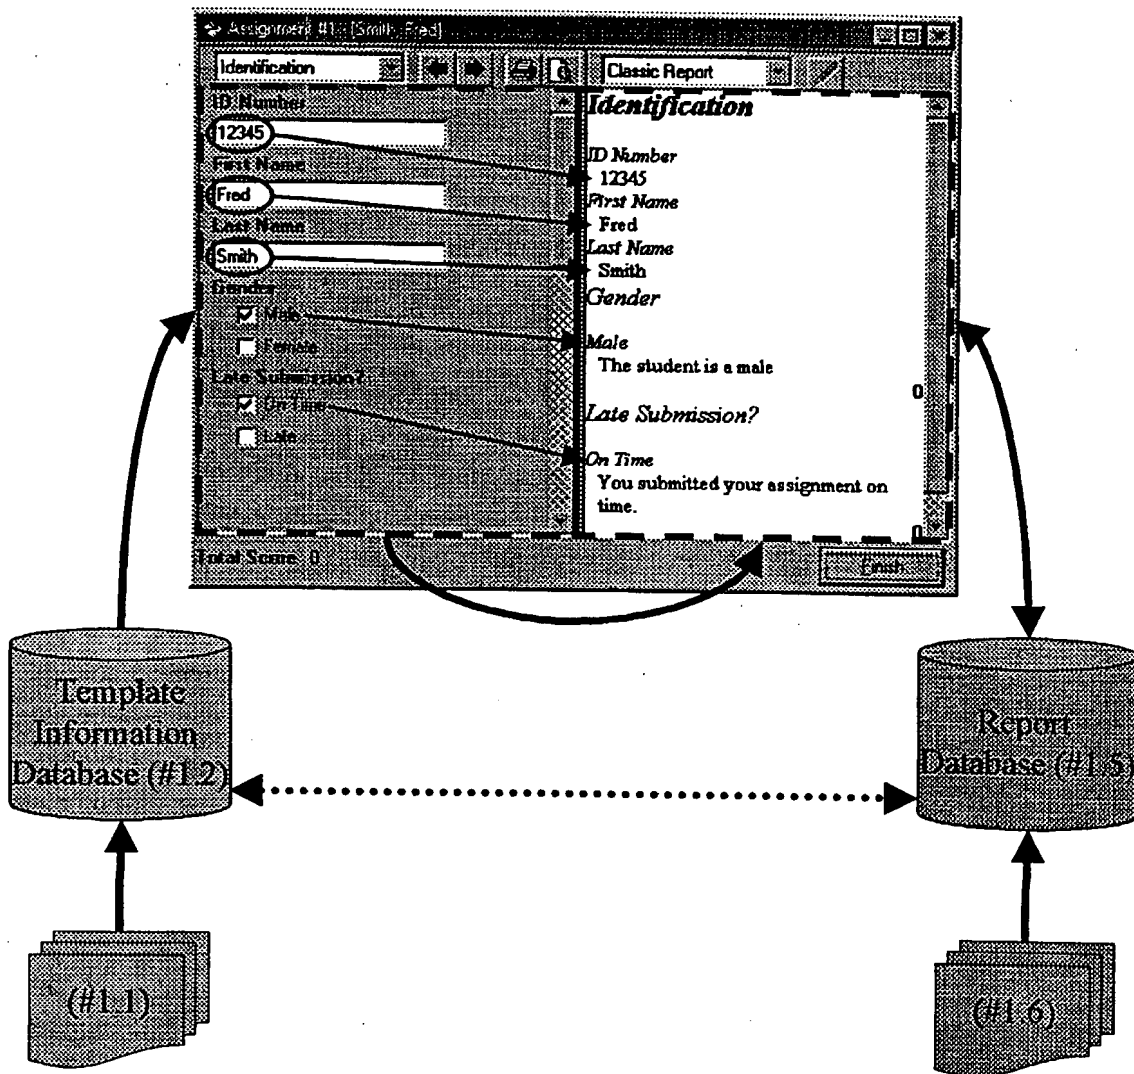 Assignment #1 - [Smith, Fred]
Identification
Classic Report
ID Number
12345
First Name
Fred
Last Name
Smith
Gender
Male
Female
Late Submission?
On Time
Late
Identification
ID Number
12345
First Name
Fred
Last Name
Smith
Gender
Male
The student is a male
0
Late Submission?
On Time
You submitted your assignment on
time.
0
Total Score 0
Finish
Template
Information
Database (#1.2)
Report
Database (#1.5)
(#1.1)
(#1.6)